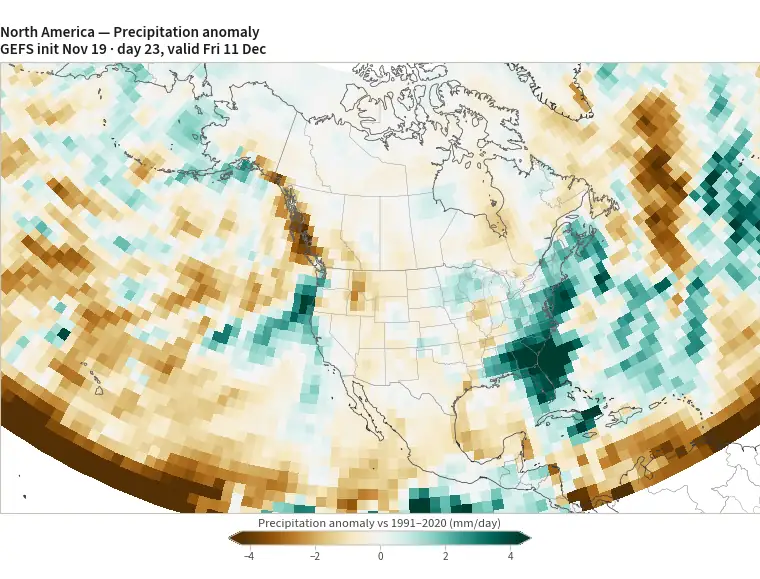 North America — Precipitation anomaly
GEFS init Nov 19 · day 23, valid Fri 11 Dec
Precipitation anomaly vs 1991–2020 (mm/day)
−4 −2 0 2 4